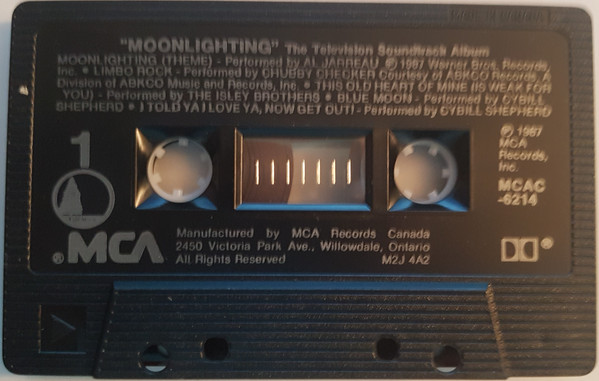 "MOONLIGHTING" The Television Soundtrack Album
MOONLIGHTING (THEME) - Performed by AL JARREAU ℗ 1987 Warner Bros. Records,
Inc. • LIMBO ROCK - Performed by CHUBBY CHECKER Courtesy of ABKCO Records, A
Division of ABKCO Music and Records, Inc. • THIS OLD HEART OF MINE (IS WEAK FOR
YOU) - Performed by THE ISLEY BROTHERS • BLUE MOON - Performed by CYBILL
SHEPHERD • I TOLD YA I LOVE YA, NOW GET OUT! - Performed by CYBILL SHEPHERD
1
℗ 1987
MCA
Records,
Inc.
MCAC
-6214
®MCA
Manufactured by MCA Records Canada
2450 Victoria Park Ave., Willowdale, Ontario
All Rights Reserved M2J 4A2
®